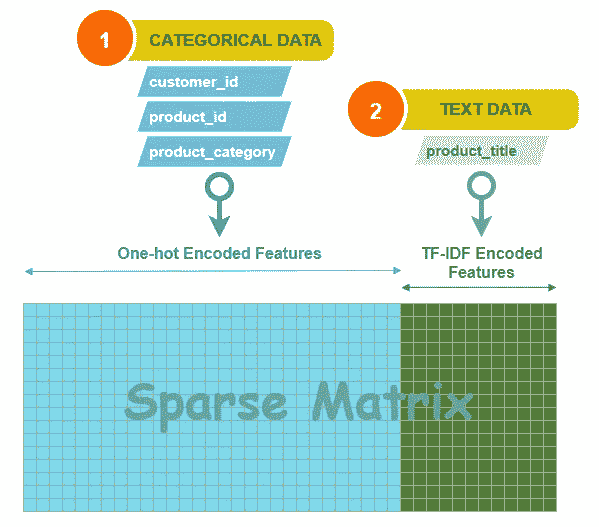 1
CATEGORICAL DATA
customer_id
product_id
product_category
2
TEXT DATA
product_title
One-hot Encoded Features
TF-IDF Encoded
Features
Sparse Matrix